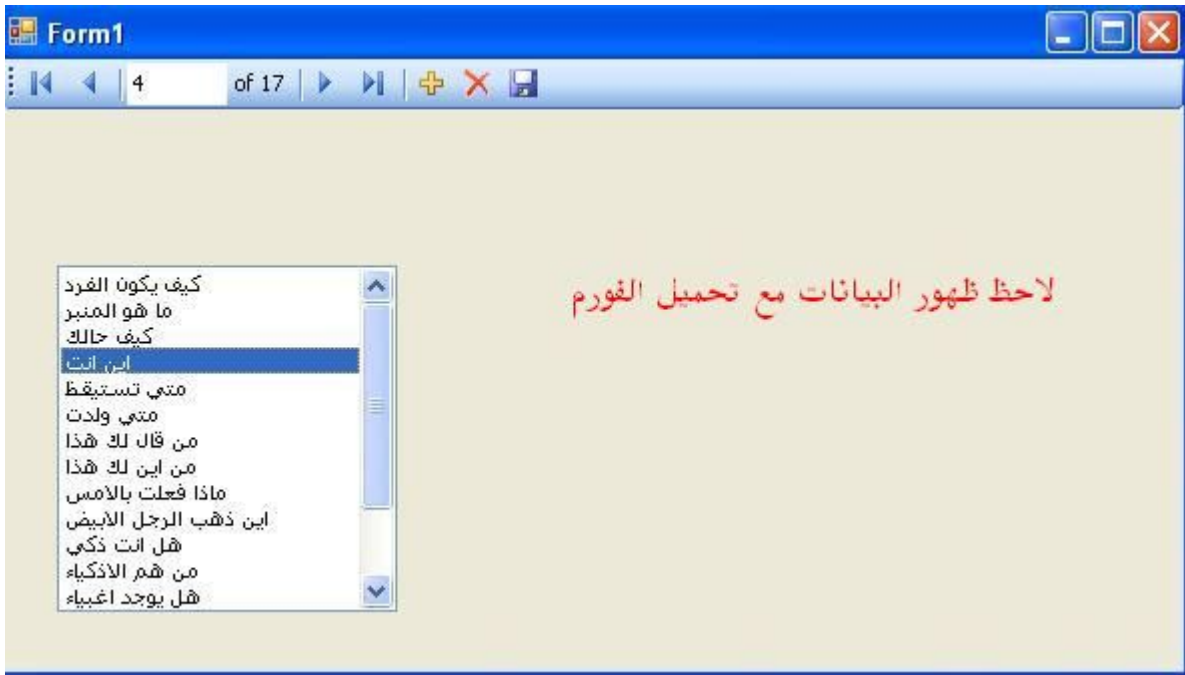 Form1
4 of 17
كيف يكون الفرد
ما هو المنبر
كيف حالك
اين انت
متي تستيقظ
متي ولدت
من قال لك هذا
من اين لك هذا
ماذا فعلت بالامس
اين ذهب الرجل الابيض
هل انت ذكي
من هم الاذكياء
هل يوجد اغبياء
لاحظ ظهور البيانات مع تحميل الفورم